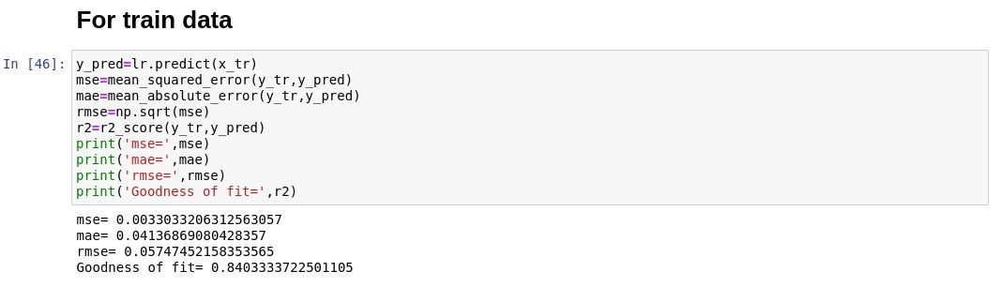 For train data
In [46]:
y_pred=lr.predict(x_tr)
mse=mean_squared_error(y_tr,y_pred)
mae=mean_absolute_error(y_tr,y_pred)
rmse=np.sqrt(mse)
r2=r2_score(y_tr,y_pred)
print('mse=',mse)
print('mae=',mae)
print('rmse=',rmse)
print('Goodness of fit=',r2)
mse= 0.0033033206312563057
mae= 0.04136869080428357
rmse= 0.05747452158353565
Goodness of fit= 0.8403333722501105